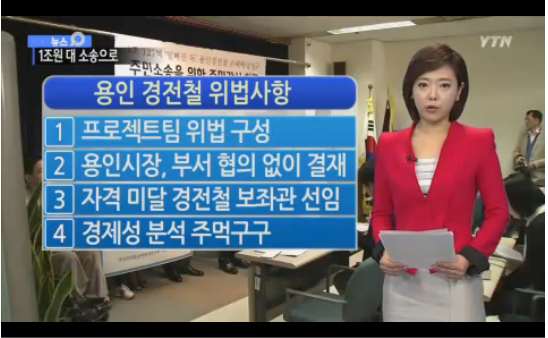 뉴스
1조원 대 소송으로
YTN
주민소송을 위한 주민감사
용인 경전철 위법사항
1 프로젝트팀 위법 구성
2 용인시장, 부서 협의 없이 결재
3 자격 미달 경전철 보좌관 선임
4 경제성 분석 주먹구구